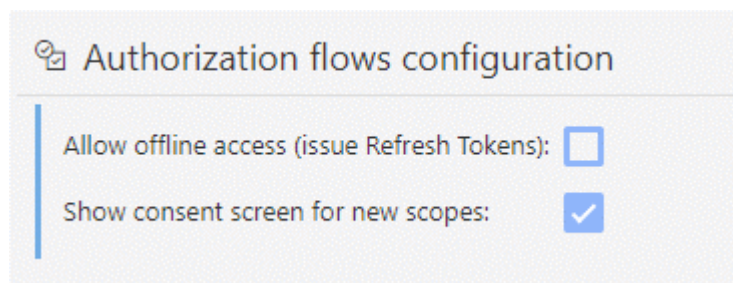 Authorization flows configuration
Allow offline access (issue Refresh Tokens):
Show consent screen for new scopes: